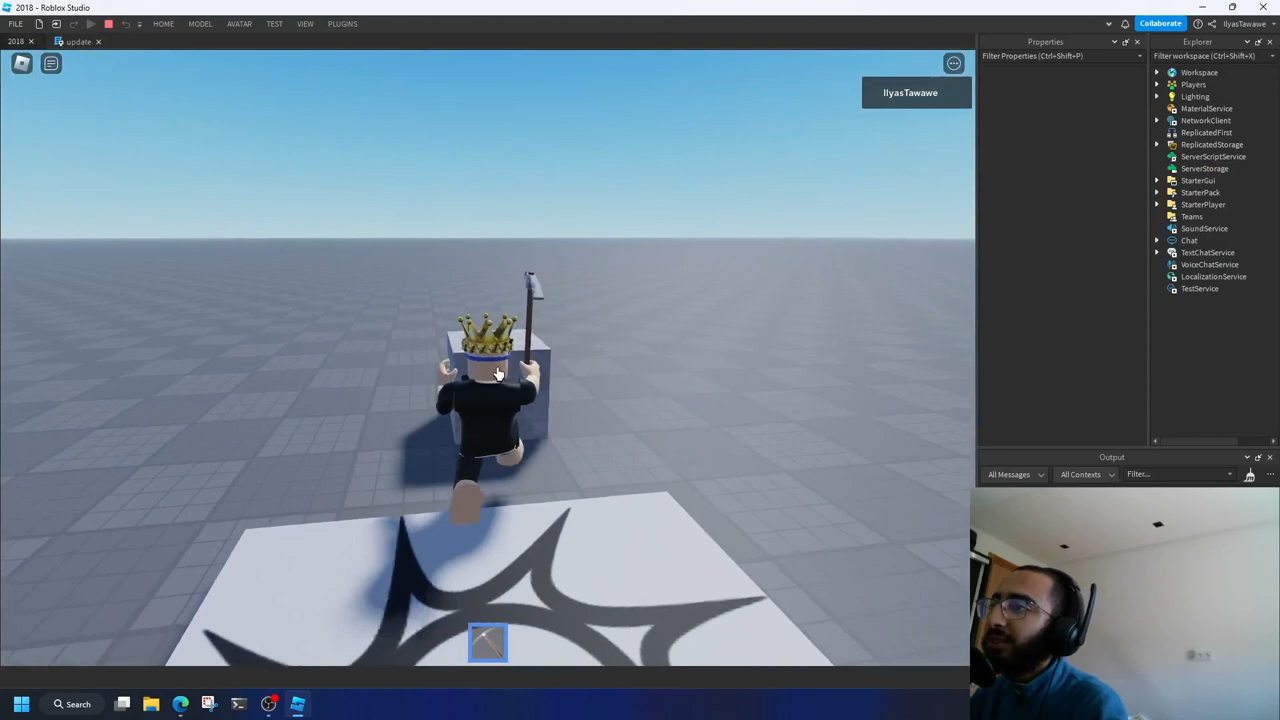 2018 - Roblox Studio
FILE HOME MODEL AVATAR TEST VIEW PLUGINS Collaborate IlyasTawawe
2018 update
IlyasTawawe
Properties
Filter Properties (Ctrl+Shift+P)
Explorer
Filter workspace (Ctrl+Shift+X)
Workspace
Players
Lighting
MaterialService
NetworkClient
ReplicatedFirst
ReplicatedStorage
ServerScriptService
ServerStorage
StarterGui
StarterPack
StarterPlayer
Teams
SoundService
Chat
TextChatService
VoiceChatService
LocalizationService
TestService
Output
All Messages All Contexts Filter...
Search